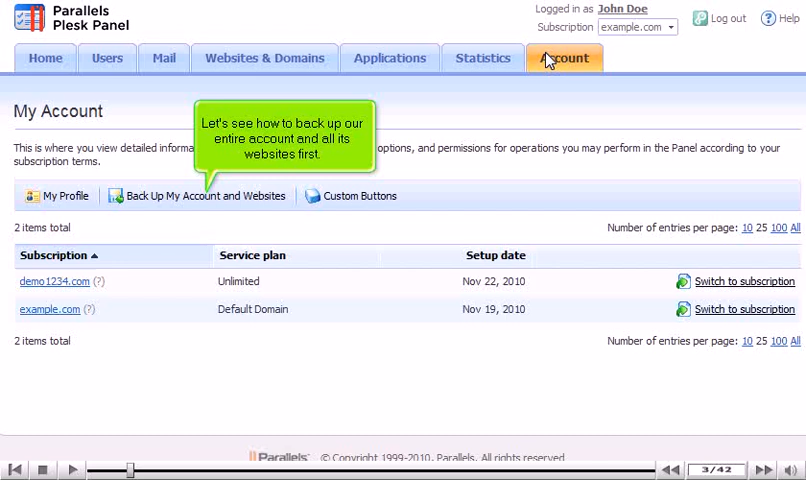 Parallels
Plesk Panel
Logged in as John Doe
Subscription example.com
Log out
Help
Home
Users
Mail
Websites & Domains
Applications
Statistics
Account
My Account
Let's see how to back up our
entire account and all its
websites first.
This is where you view detailed informa
options, and permissions for operations you may perform in the Panel according to your
subscription terms.
My Profile
Back Up My Account and Websites
Custom Buttons
2 items total
Number of entries per page: 10 25 100 All
Subscription
Service plan
Setup date
demo1234.com (?)
Unlimited
Nov 22, 2010
Switch to subscription
example.com (?)
Default Domain
Nov 19, 2010
Switch to subscription
2 items total
Number of entries per page: 10 25 100 All
Parallels
© Copyright 1999-2010, Parallels. All rights reserved
3/42